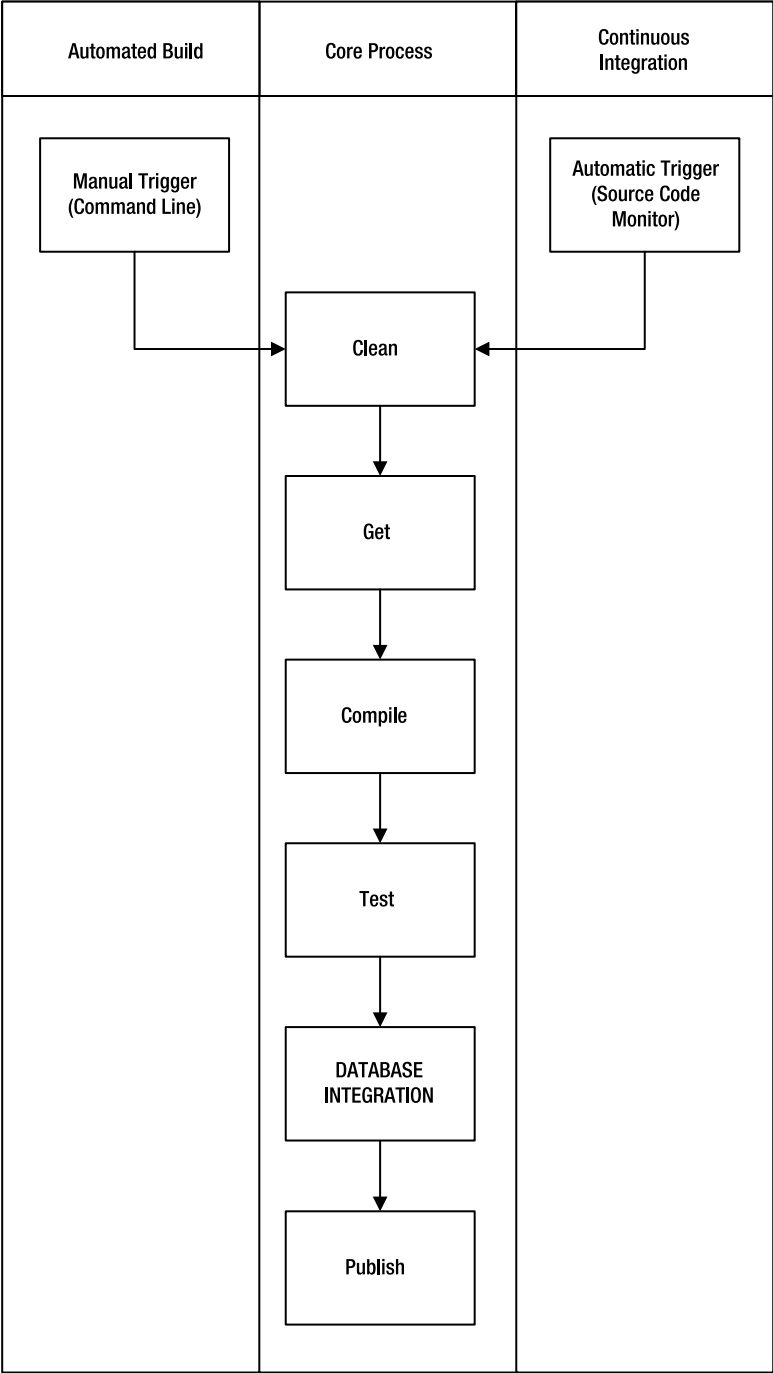 Automated Build
Core Process
Continuous
Integration
Manual Trigger
(Command Line)
Automatic Trigger
(Source Code
Monitor)
Clean
Get
Compile
Test
DATABASE
INTEGRATION
Publish